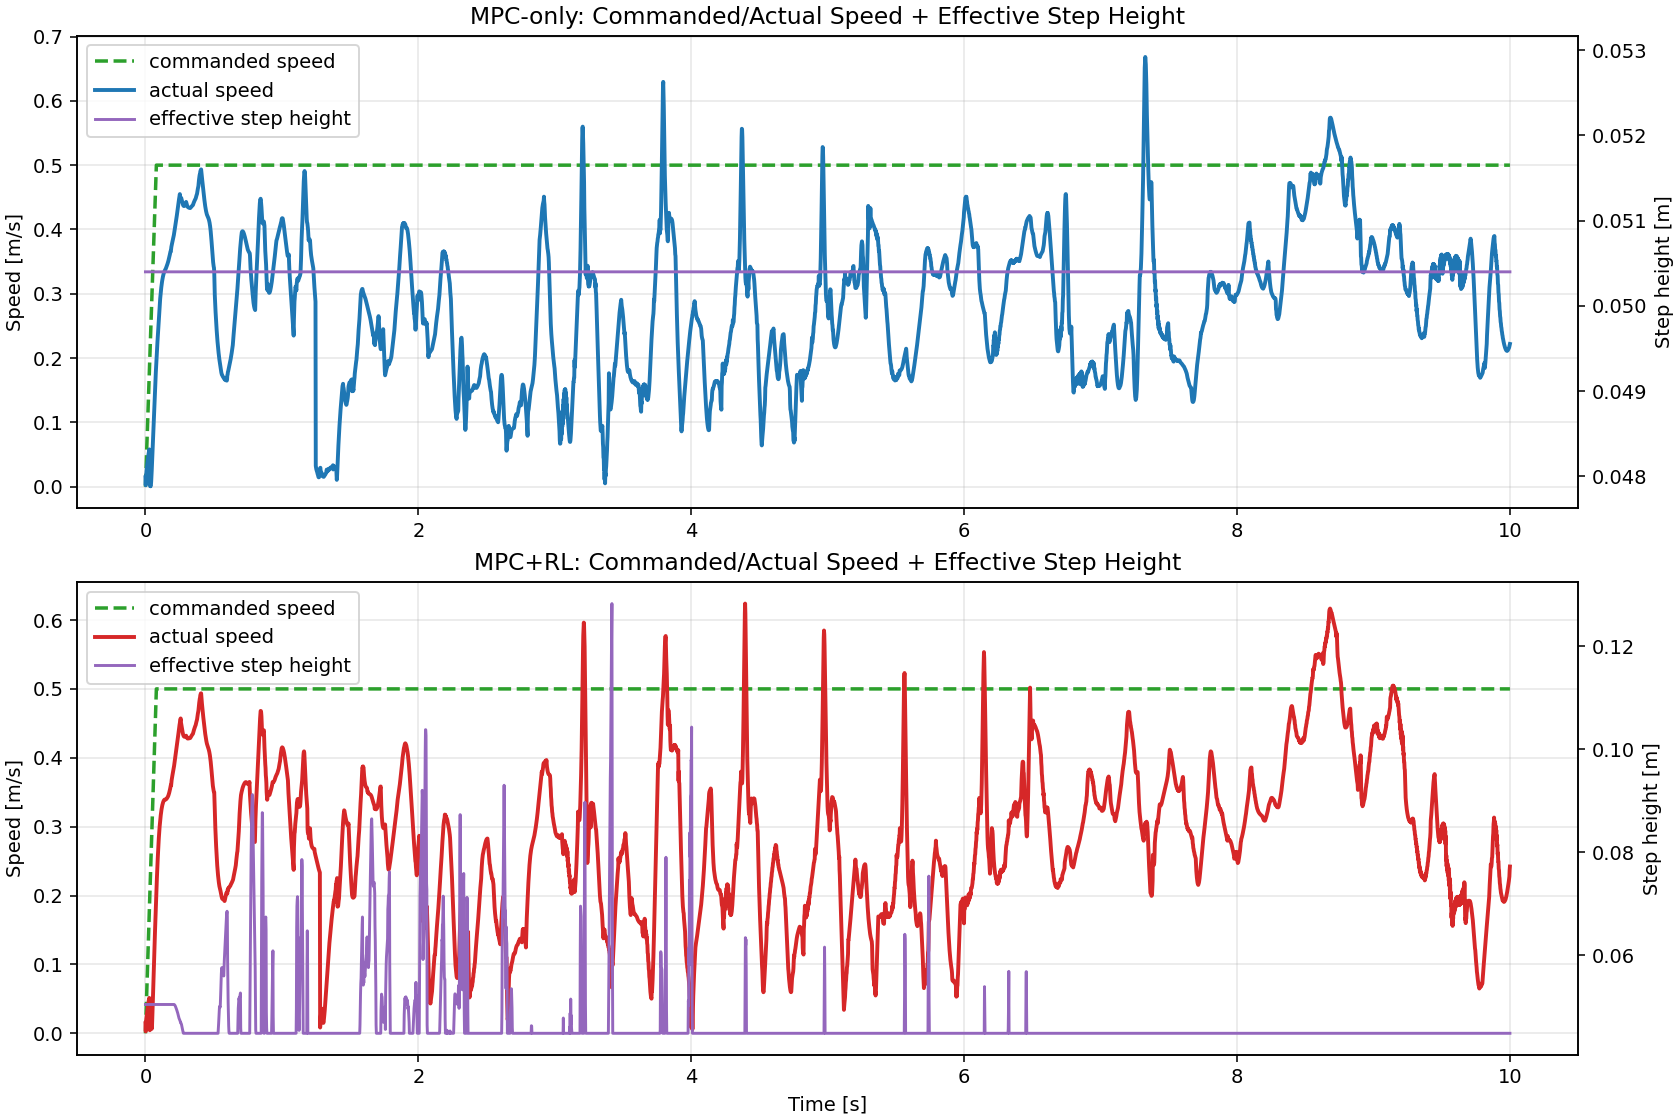 MPC-only: Commanded/Actual Speed + Effective Step Height
commanded speed
actual speed
effective step height
Speed [m/s]
0.7
0.6
0.5
0.4
0.3
0.2
0.1
0.0
0.053
0.052
0.051
0.050
0.049
0.048
Step height [m]
0 2 4 6 8 10
MPC+RL: Commanded/Actual Speed + Effective Step Height
commanded speed
actual speed
effective step height
Speed [m/s]
0.6
0.5
0.4
0.3
0.2
0.1
0.0
0.12
0.10
0.08
0.06
Step height [m]
0 2 4 6 8 10
Time [s]